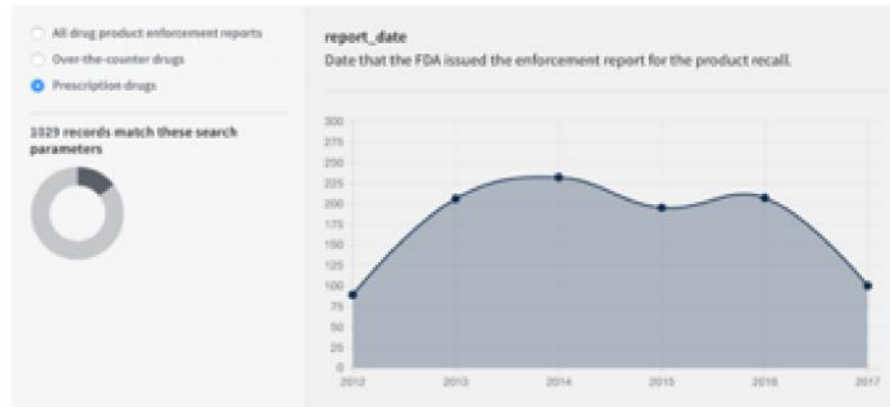 All drug product enforcement reports
Over-the-counter drugs
Prescription drugs
1029 records match these search
parameters
report_date
Date that the FDA issued the enforcement report for the product recall.
300
275
250
225
200
175
150
125
100
75
50
25
0
2012 2013 2014 2015 2016 2017